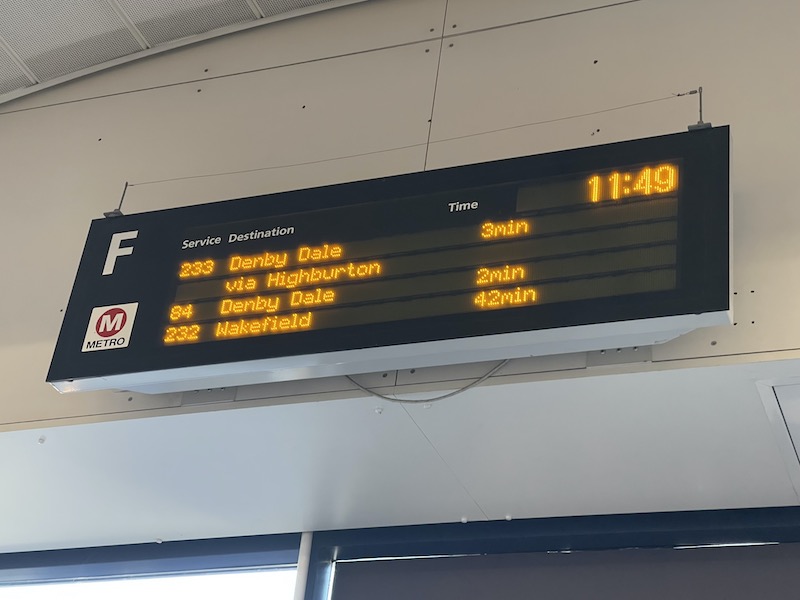 F
Service Destination Time 11:49
233 Denby Dale 3min
via Highburton
84 Denby Dale 2min
232 Wakefield 42min
M
METRO